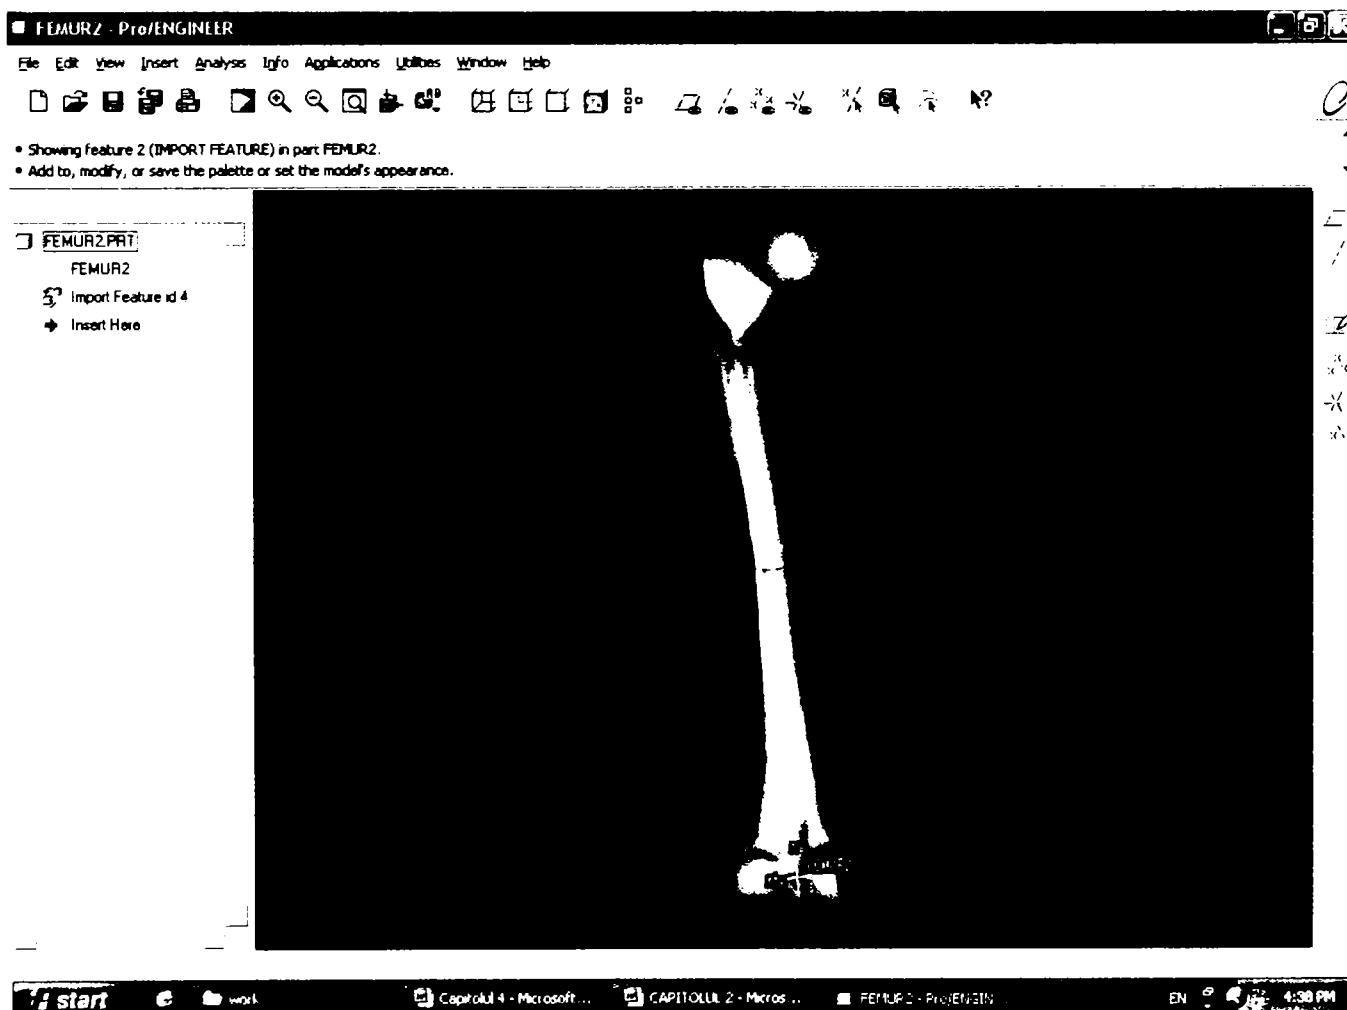 FEMUR2 - Pro/ENGINEER
File Edit View Insert Analysis Info Applications Utilities Window Help
• Showing feature 2 (IMPORT FEATURE) in part FEMUR2.
• Add to, modify, or save the palette or set the model's appearance.
FEMUR2.PRT
FEMUR2
Import Feature id 4
Insert Here
start work Capitolul 4 - Microsoft... CAPITOLUL 2 - Micros... FEMUR2 - Pro/ENGIN... EN 4:38 PM